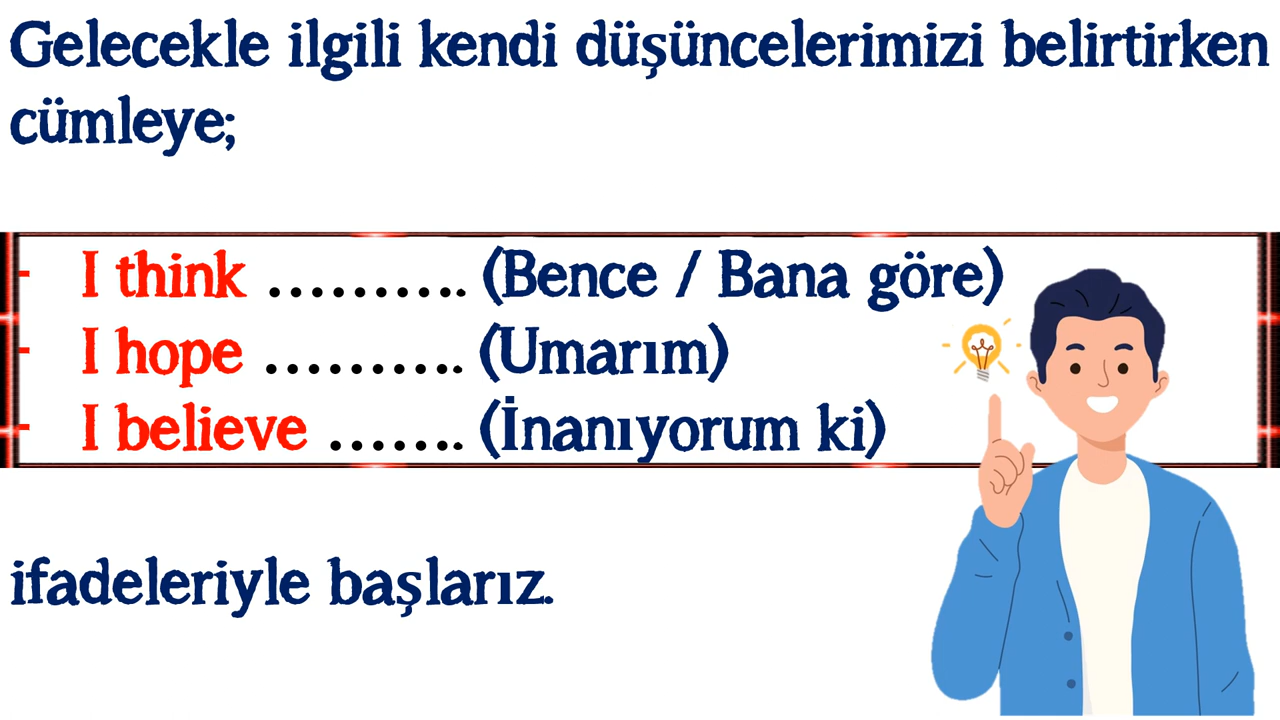 Gelecekle ilgili kendi düşüncelerimizi belirtirken
cümleye;
- I think ………. (Bence / Bana göre)
- I hope ………. (Umarım)
- I believe ……. (İnanıyorum ki)
ifadeleriyle başlarız.